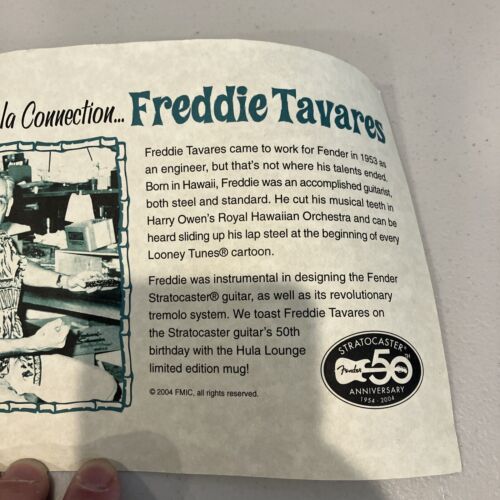 la Connection... Freddie Tavares
Freddie Tavares came to work for Fender in 1953 as
an engineer, but that's not where his talents ended.
Born in Hawaii, Freddie was an accomplished guitarist,
both steel and standard. He cut his musical teeth in
Harry Owen's Royal Hawaiian Orchestra and can be
heard sliding up his lap steel at the beginning of every
Looney Tunes® cartoon.
Freddie was instrumental in designing the Fender
Stratocaster® guitar, as well as its revolutionary
tremolo system. We toast Freddie Tavares on
the Stratocaster guitar's 50th
birthday with the Hula Lounge
limited edition mug!
© 2004 FMIC, all rights reserved.
STRATOCASTER®
Fender 50th
ANNIVERSARY
1954 - 2004